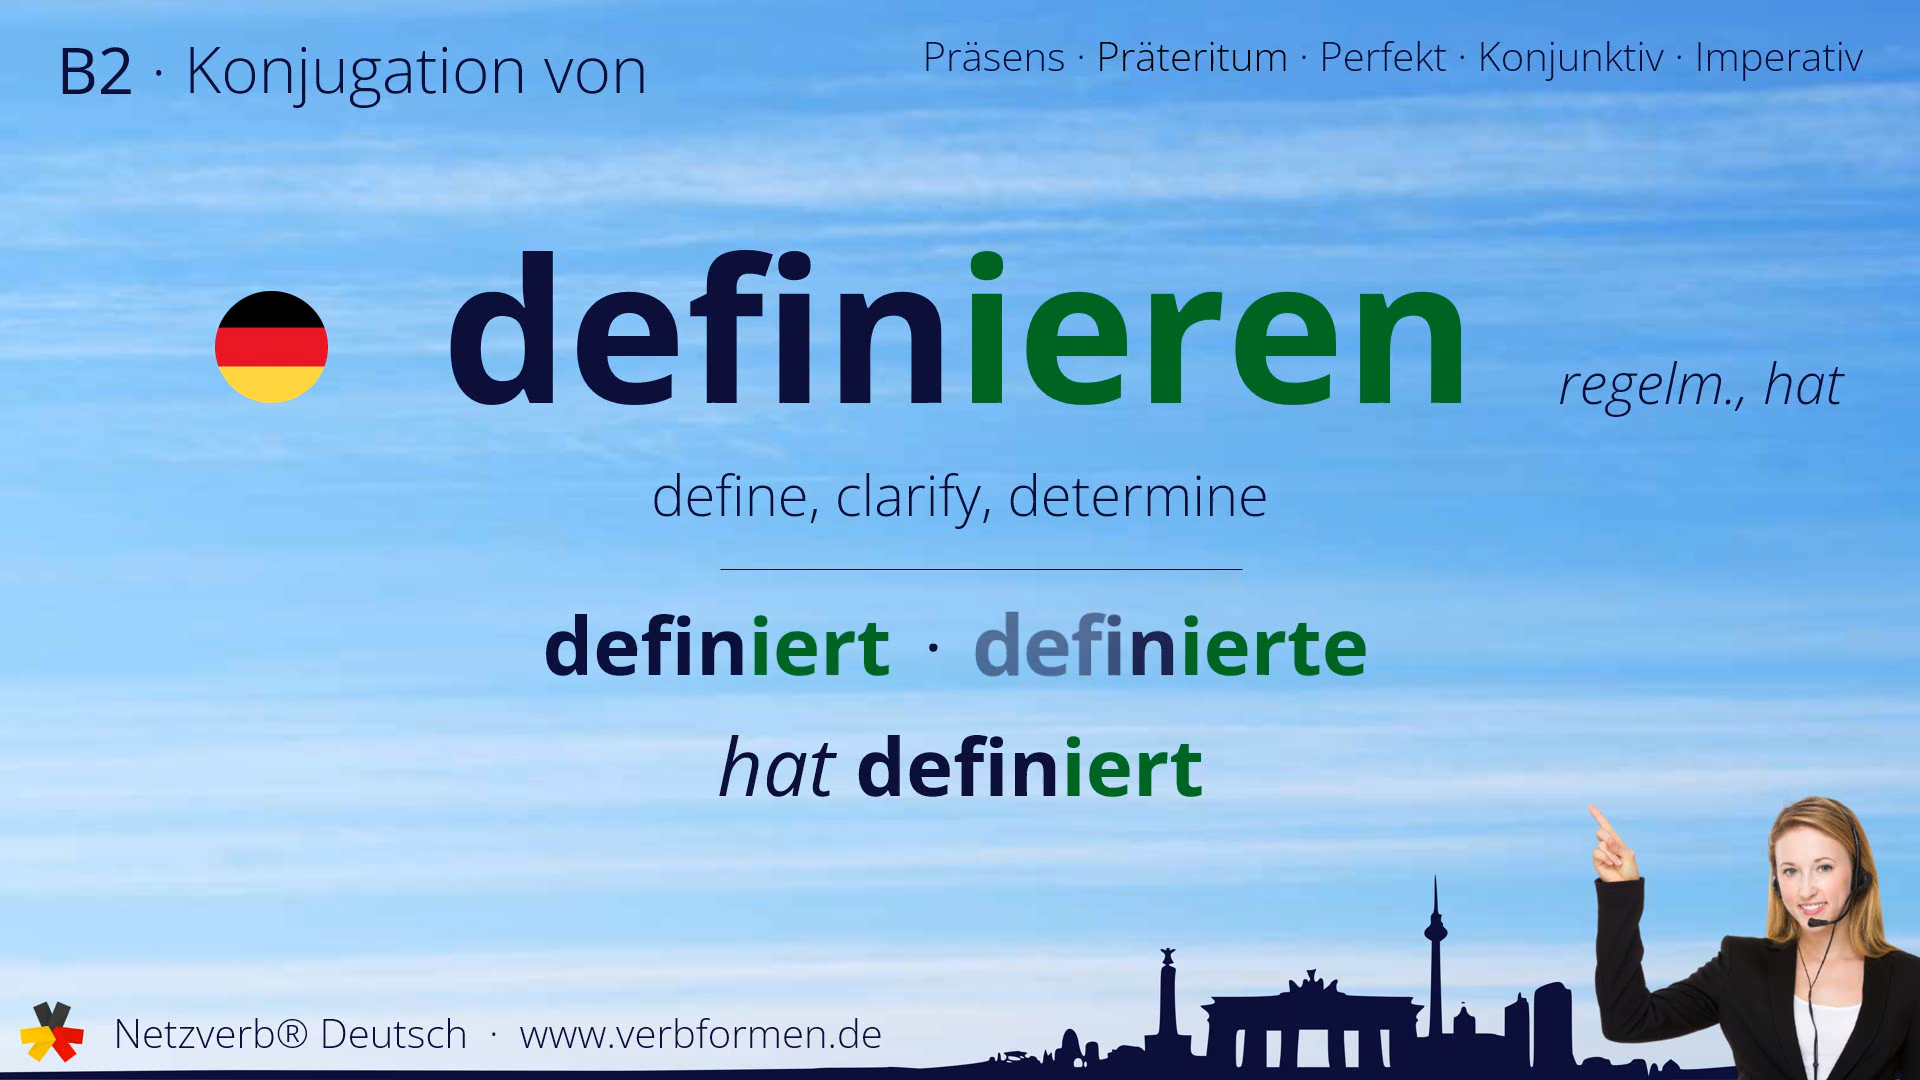 B2 · Konjugation von
Präsens · Präteritum · Perfekt · Konjunktiv · Imperativ
definieren
regelm., hat
define, clarify, determine
definiert · definierte
hat definiert
Netzverb® Deutsch · www.verbformen.de